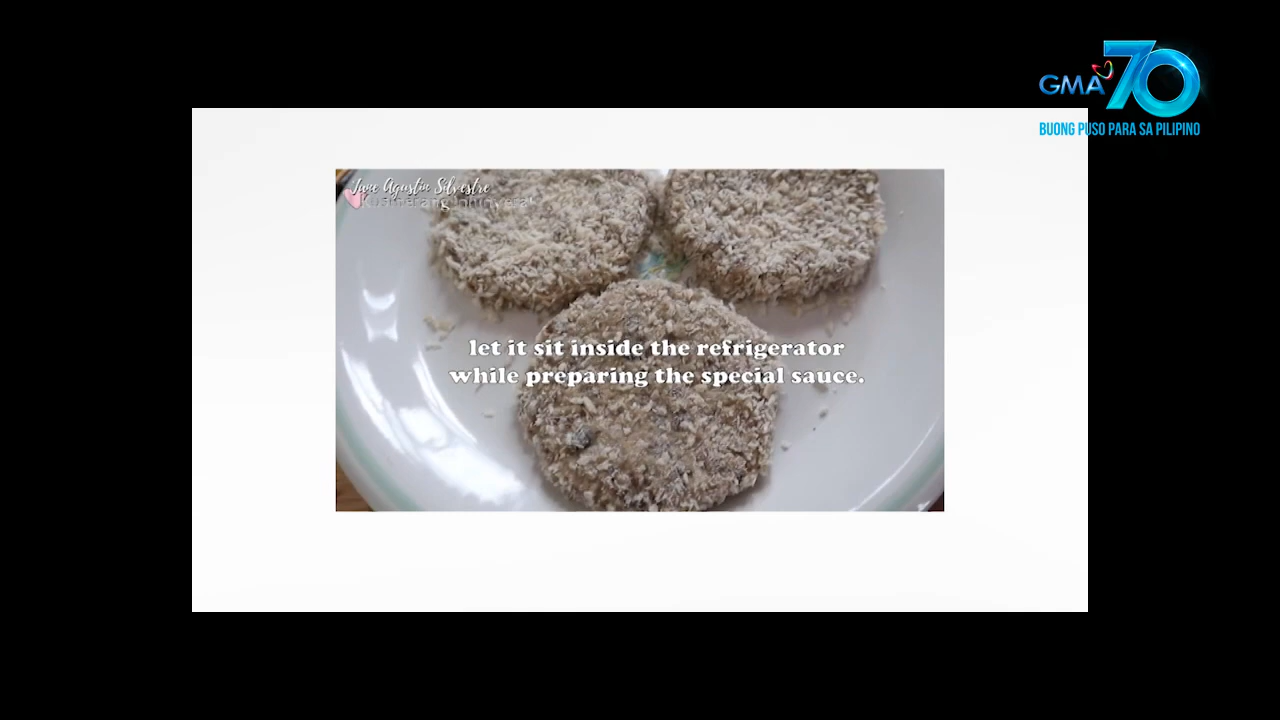 GMA 70
BUONG PUSO PARA SA PILIPINO
Jane Agustin Silvestre
let it sit inside the refrigerator
while preparing the special sauce.